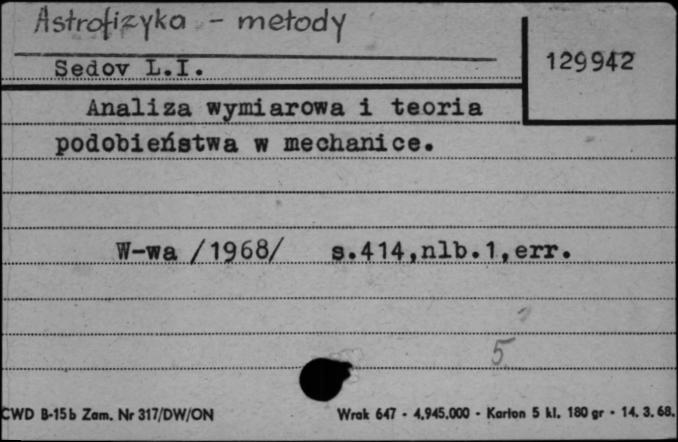 Astrofizyka - metody
Sedov L.I.
129942
Analiza wymiarowa i teoria
podobieństwa w mechanice.
W-wa /1968/ s.414,nlb.1,err.
5
CWD B-15b Zam. Nr 317/DW/ON
Wrak 647 - 4.945.000 - Karton 5 kl. 180 gr - 14. 3. 68.